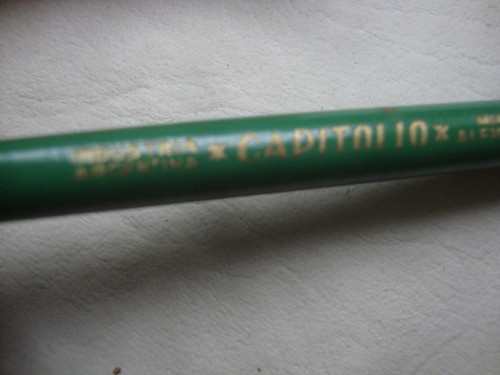 INDUSTRIA
ARGENTINA
x CAPITOLIO x